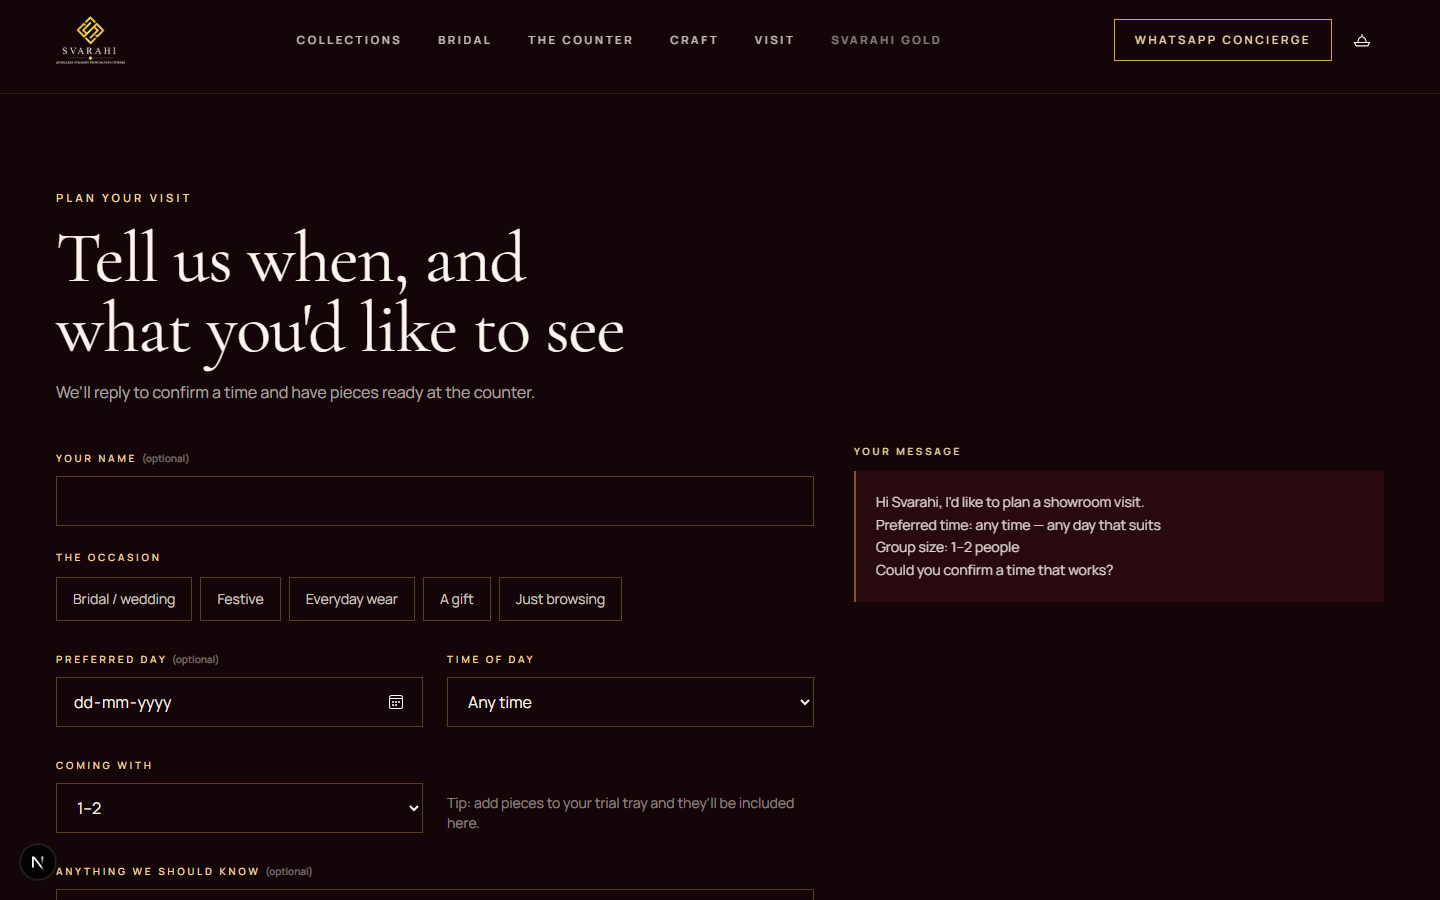 SVARAHI
COLLECTIONS
BRIDAL
THE COUNTER
CRAFT
VISIT
SVARAHI GOLD
WHATSAPP CONCIERGE
PLAN YOUR VISIT
Tell us when, and
what you'd like to see
We'll reply to confirm a time and have pieces ready at the counter.
YOUR NAME (optional)
THE OCCASION
Bridal / wedding
Festive
Everyday wear
A gift
Just browsing
PREFERRED DAY (optional)
TIME OF DAY
dd-mm-yyyy
Any time
COMING WITH
1–2
Tip: add pieces to your trial tray and they'll be included
here.
ANYTHING WE SHOULD KNOW (optional)
YOUR MESSAGE
Hi Svarahi, I'd like to plan a showroom visit.
Preferred time: any time — any day that suits
Group size: 1–2 people
Could you confirm a time that works?
N